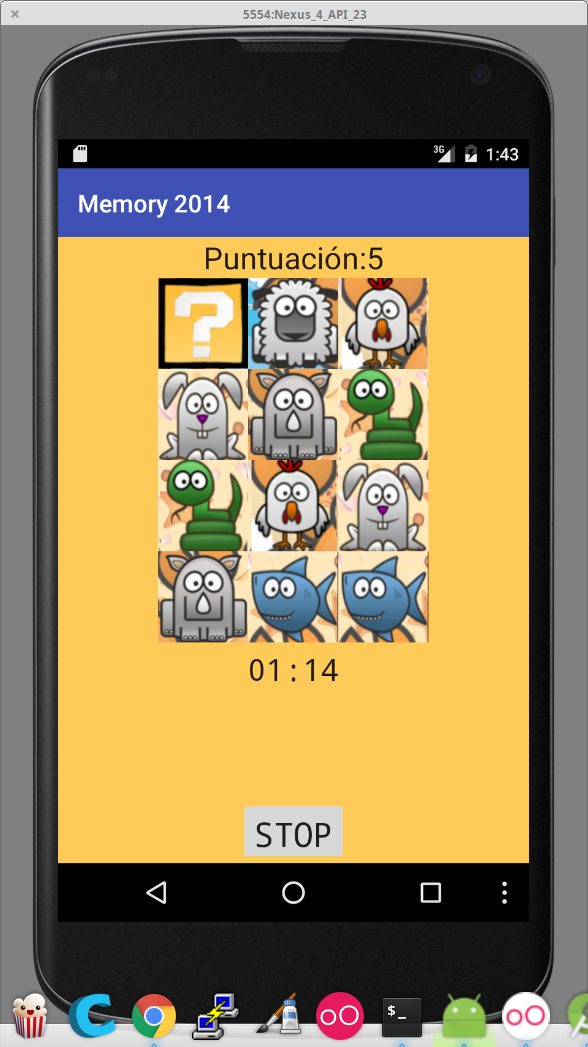 5554:Nexus_4_API_23
3G 1:43
Memory 2014
Puntuación:5
?
01:14
STOP
$_